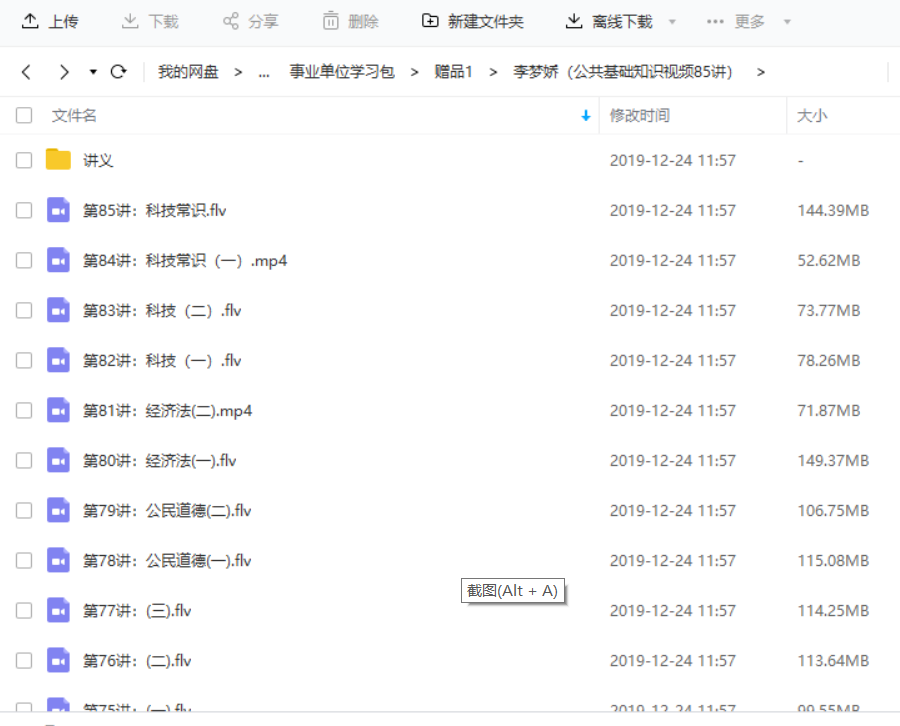 上传 下载 分享 删除 新建文件夹 离线下载 ··· 更多
我的网盘 > ... 事业单位学习包 > 赠品1 > 李梦娇（公共基础知识视频85讲） >
文件名 修改时间 大小
讲义 2019-12-24 11:57 -
第85讲：科技常识.flv 2019-12-24 11:57 144.39MB
第84讲：科技常识（一）.mp4 2019-12-24 11:57 52.62MB
第83讲：科技（二）.flv 2019-12-24 11:57 73.77MB
第82讲：科技（一）.flv 2019-12-24 11:57 78.26MB
第81讲：经济法(二).mp4 2019-12-24 11:57 71.87MB
第80讲：经济法(一).flv 2019-12-24 11:57 149.37MB
第79讲：公民道德(二).flv 2019-12-24 11:57 106.75MB
第78讲：公民道德(一).flv 2019-12-24 11:57 115.08MB
截图(Alt + A)
第77讲：(三).flv 2019-12-24 11:57 114.25MB
第76讲：(二).flv 2019-12-24 11:57 113.64MB
第75讲：(一).flv 2019-12-24 11:57 99.55MB